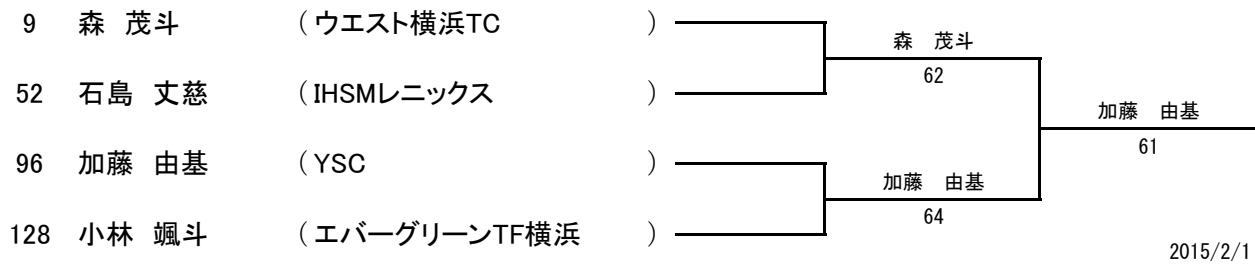 9 森 茂斗 (ウエスト横浜TC )
森 茂斗
62
52 石島 丈慈 (IHSMレニックス )
加藤 由基
61
96 加藤 由基 (YSC )
加藤 由基
64
128 小林 颯斗 (エバーグリーンTF横浜 )
2015/2/1